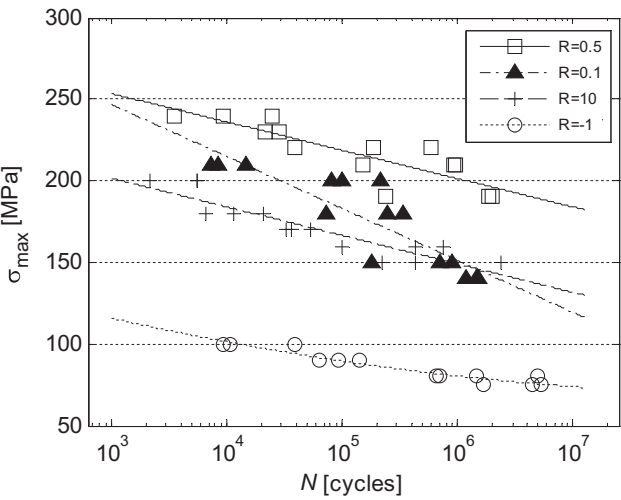 300
250
200
150
100
50
σmax [MPa]
R=0.5
R=0.1
R=10
R=-1
10³ 10⁴ 10⁵ 10⁶ 10⁷
N [cycles]